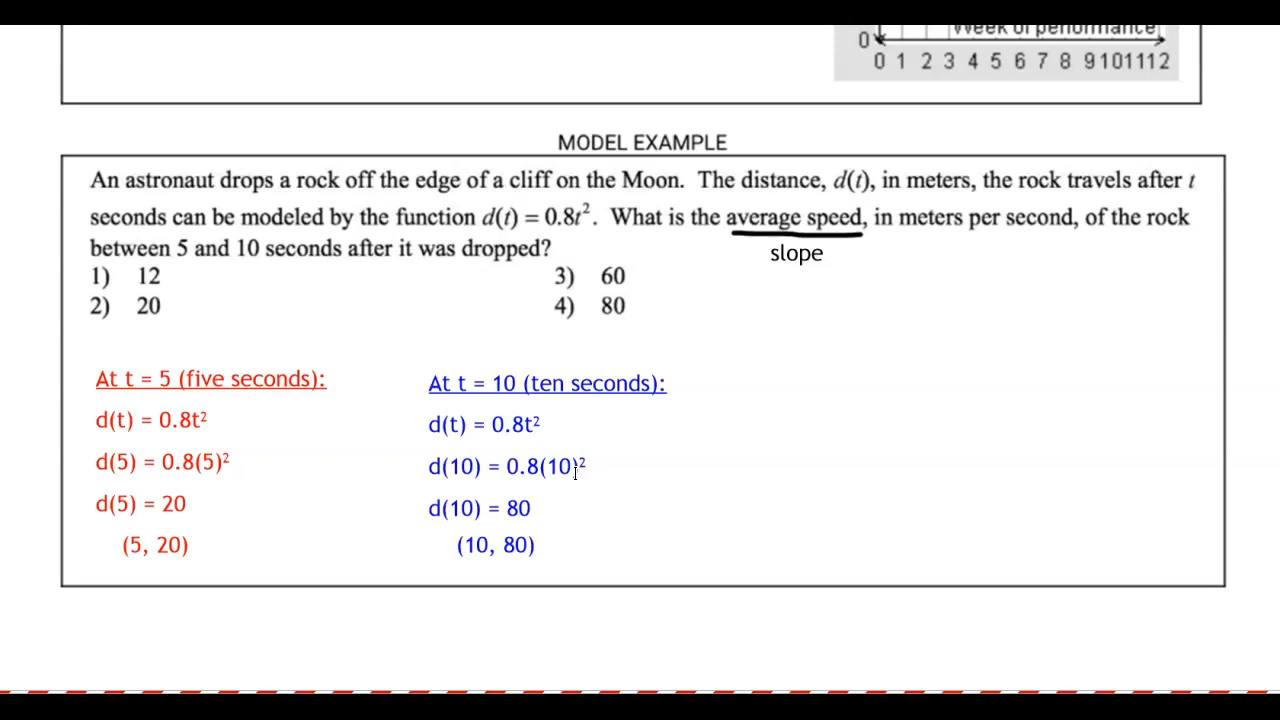 Week of performance
0
0 1 2 3 4 5 6 7 8 9 10 11 12
MODEL EXAMPLE
An astronaut drops a rock off the edge of a cliff on the Moon. The distance, d(t), in meters, the rock travels after t
seconds can be modeled by the function d(t) = 0.8t². What is the average speed, in meters per second, of the rock
between 5 and 10 seconds after it was dropped?
slope
1) 12 3) 60
2) 20 4) 80
At t = 5 (five seconds):
d(t) = 0.8t²
d(5) = 0.8(5)²
d(5) = 20
(5, 20)
At t = 10 (ten seconds):
d(t) = 0.8t²
d(10) = 0.8(10)²
d(10) = 80
(10, 80)